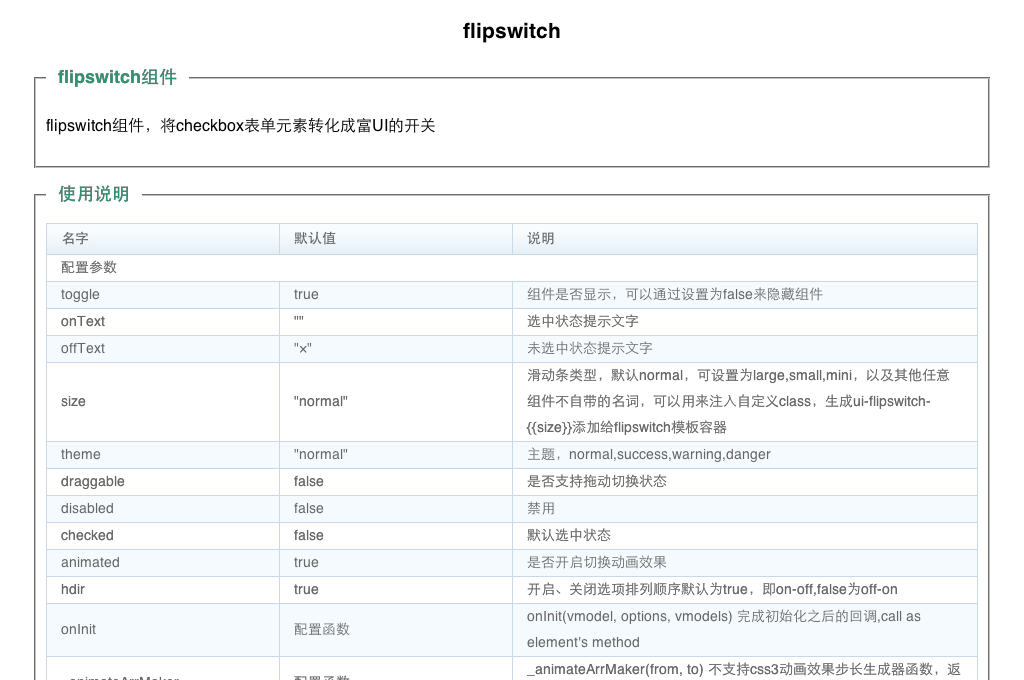 flipswitch
flipswitch组件
flipswitch组件，将checkbox表单元素转化成富UI的开关
使用说明
名字 默认值 说明
配置参数
toggle true 组件是否显示，可以通过设置为false来隐藏组件
onText "" 选中状态提示文字
offText "×" 未选中状态提示文字
滑动条类型，默认normal，可设置为large,small,mini，以及其他任意
size "normal" 组件不自带的名词，可以用来注入自定义class，生成ui-flipswitch-
{{size}}添加给flipswitch模板容器
theme "normal" 主题，normal,success,warning,danger
draggable false 是否支持拖动切换状态
disabled false 禁用
checked false 默认选中状态
animated true 是否开启切换动画效果
hdir true 开启、关闭选项排列顺序默认为true，即on-off,false为off-on
onInit 配置函数 onInit(vmodel, options, vmodels) 完成初始化之后的回调,call as
element's method
_animateArrMaker 配置函数 _animateArrMaker(from, to) 不支持css3动画效果步长生成器函数，返